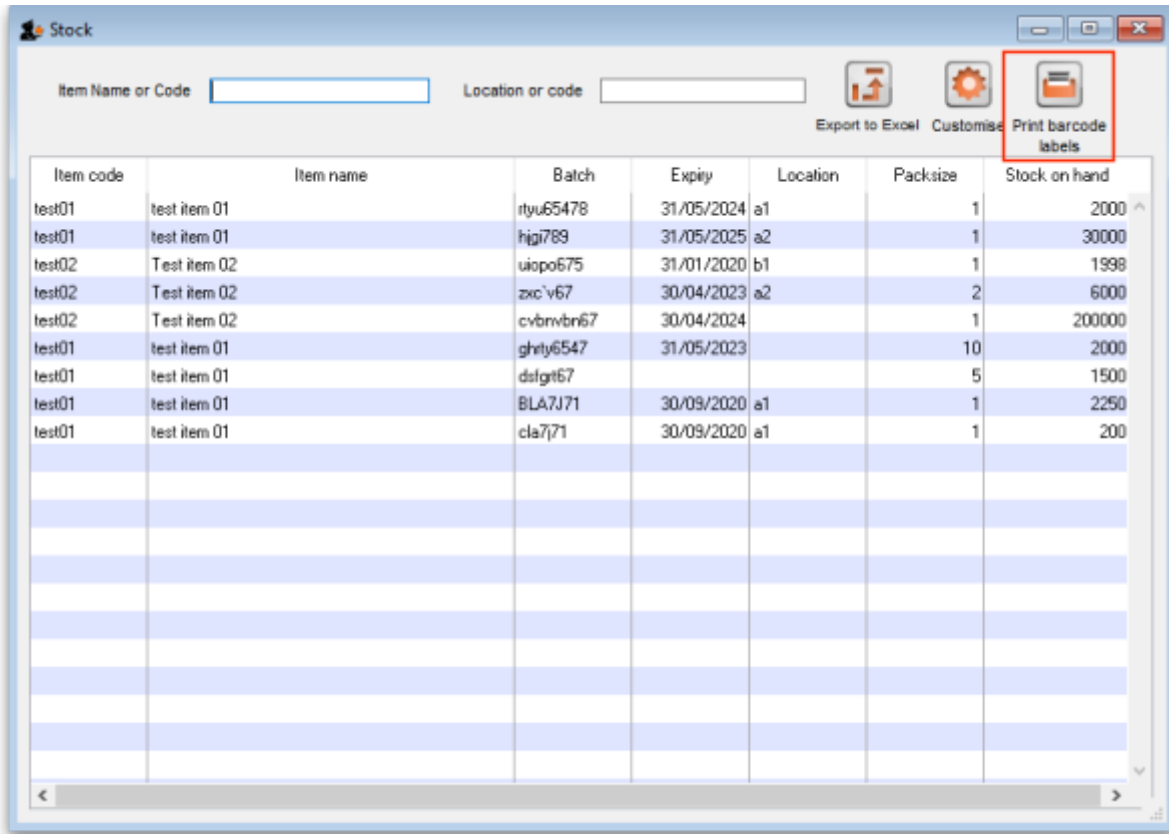 Stock
Item Name or Code Location or code
Export to Excel Customise Print barcode
labels
Item code Item name Batch Expiry Location Packsize Stock on hand
test01 test item 01 rtyu65478 31/05/2024 a1 1 2000
test01 test item 01 hjgi789 31/05/2025 a2 1 30000
test02 Test item 02 uiopo675 31/01/2020 b1 1 1998
test02 Test item 02 zxc`v67 30/04/2023 a2 2 6000
test02 Test item 02 cvbnvbn67 30/04/2024 1 200000
test01 test item 01 ghrty6547 31/05/2023 10 2000
test01 test item 01 dsfgrt67 5 1500
test01 test item 01 BLA7J71 30/09/2020 a1 1 2250
test01 test item 01 cla7j71 30/09/2020 a1 1 200